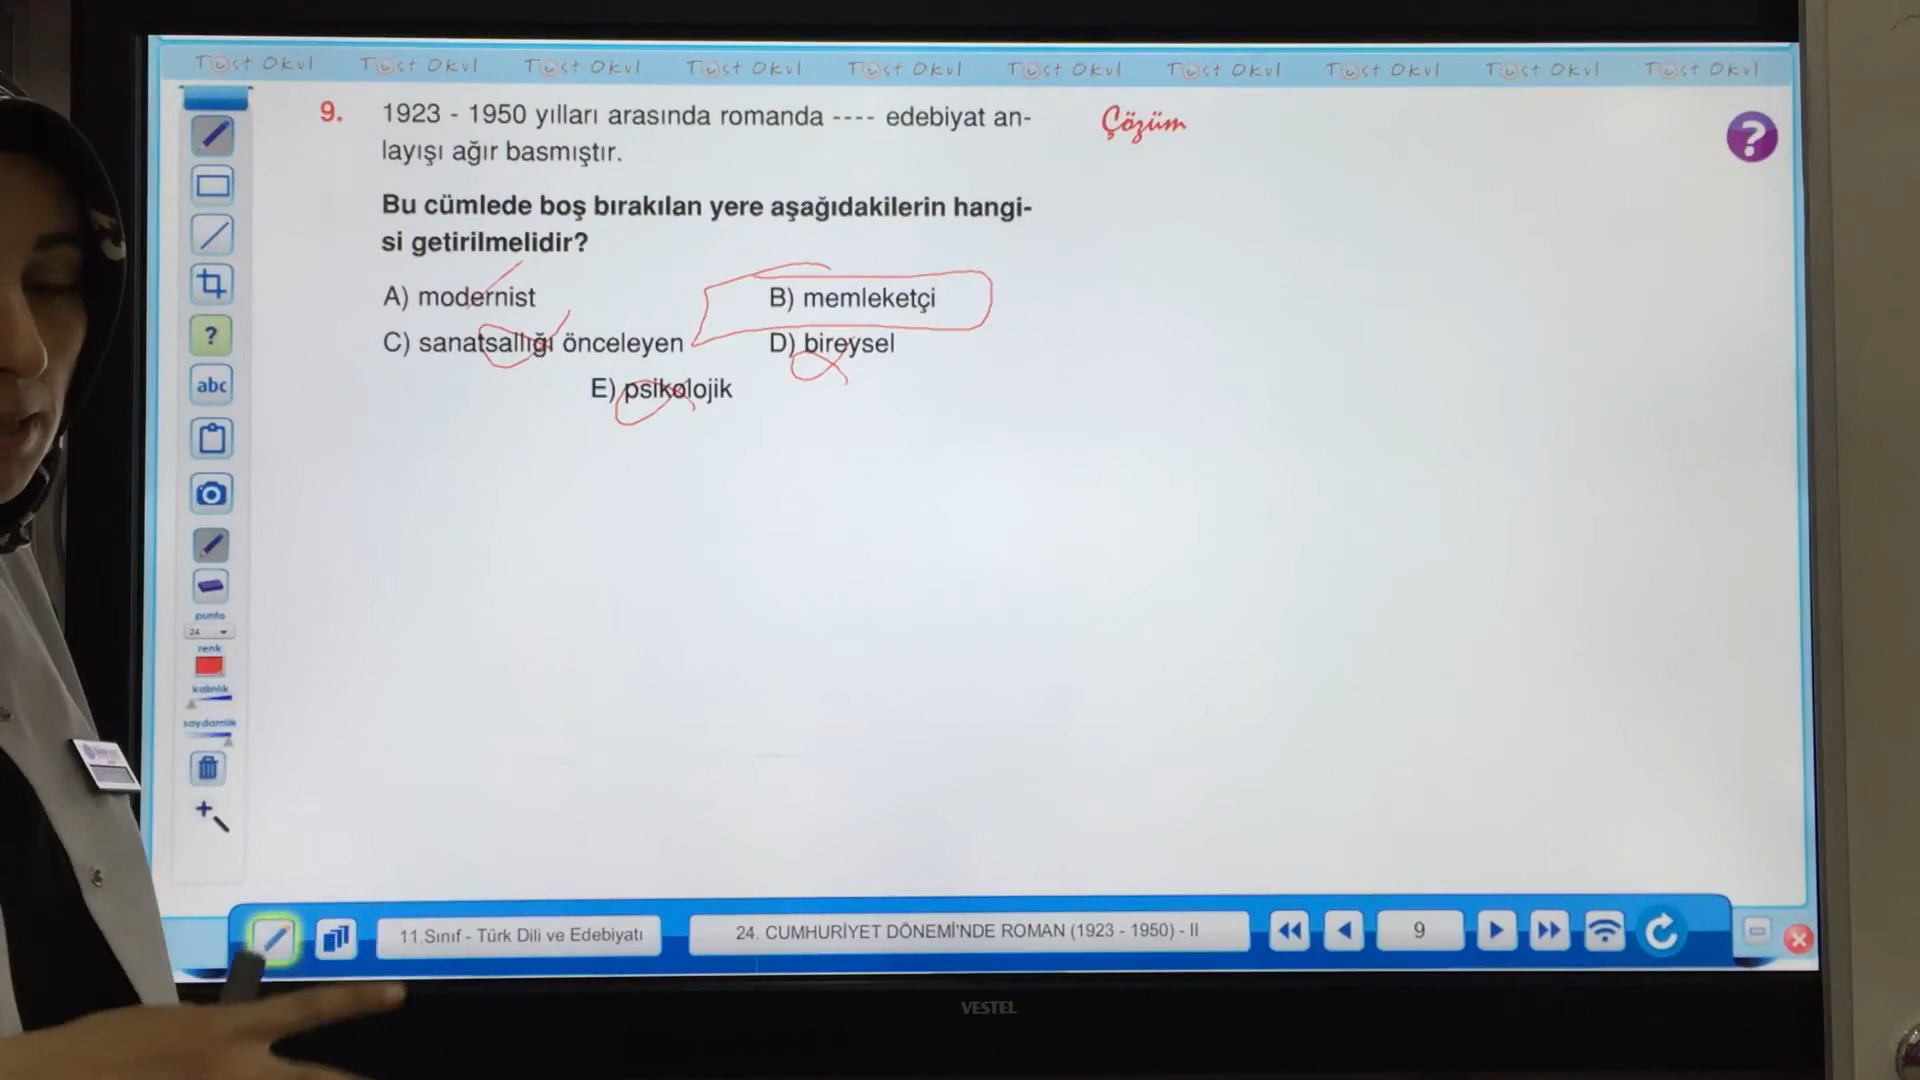 Test Okul Test Okul Test Okul Test Okul Test Okul Test Okul Test Okul Test Okul Test Okul Test Okul
9. 1923 - 1950 yılları arasında romanda ---- edebiyat an-
layışı ağır basmıştır.
Çözüm
?
Bu cümlede boş bırakılan yere aşağıdakilerin hangi-
si getirilmelidir?
A) modernist B) memleketçi
C) sanatsallığı önceleyen D) bireysel
E) psikolojik
?
abc
punto
24
renk
kalınlık
saydamlık
11.Sınıf - Türk Dili ve Edebiyatı
24. CUMHURİYET DÖNEMİ'NDE ROMAN (1923 - 1950) - II
9
VESTEL